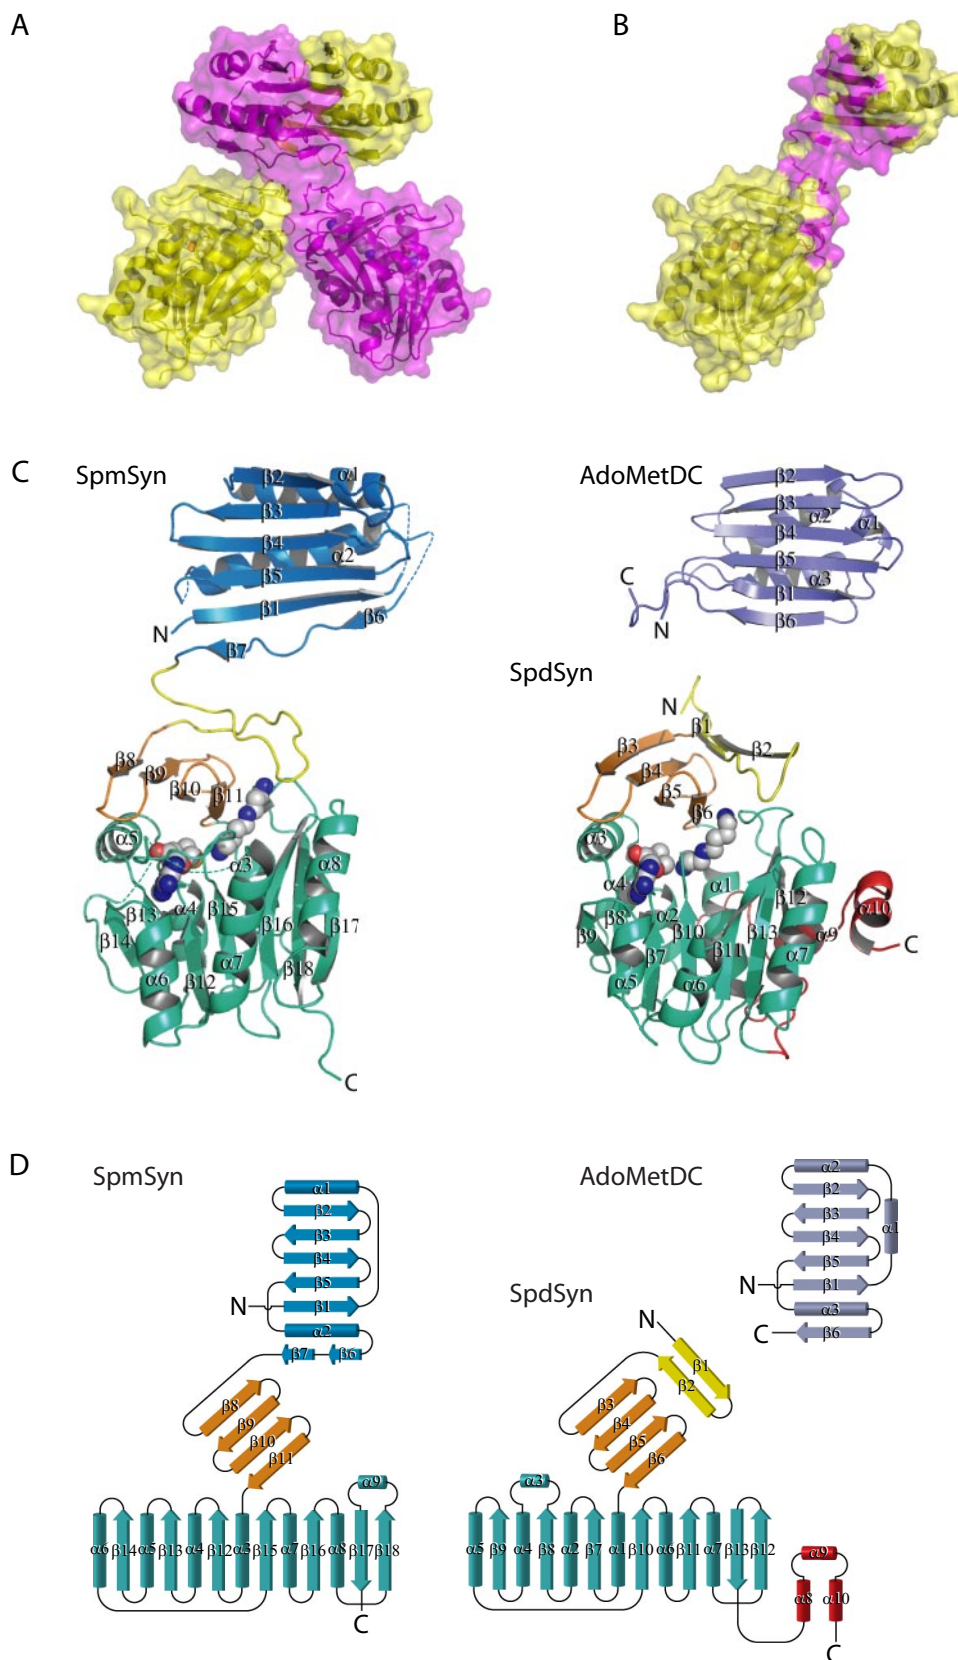 A
B
C
SpmSyn
AdoMetDC
β2
α1
β3
β4
α2
β5
β1
β6
N
β7
β2
β3
α2
α1
β4
β5
α3
β1
β6
C
N
SpdSyn
β8
β9
β10
β11
α5
α3
α8
β13
α4
β15
β14
β16
β17
α6
β12
α7
β18
C
N
β1
β2
β3
β4
β5
β6
α3
α4
α1
β12
α10
β8
α2
β9
β10
β13
α9
C
β7
β11
α7
α5
α6
D
SpmSyn
AdoMetDC
α1
β2
β3
β4
β5
N
β1
α2
β7
β6
β8
β9
β10
β11
α9
α6
β14
α5
β13
α4
β12
α3
β15
α7
β16
α8
β17
β18
C
α2
β2
β3
α1
β4
β5
N
β1
α3
C
β6
SpdSyn
N
β1
β2
β3
β4
β5
β6
α3
α5
β9
α4
β8
α2
β7
α1
β10
α6
β11
α7
β13
β12
α9
α8
α10
C